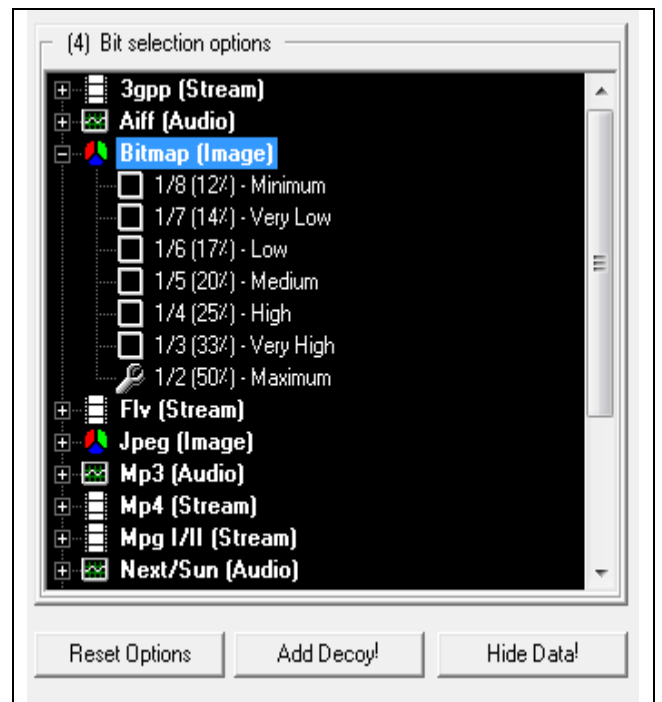 (4) Bit selection options
3gpp (Stream)
Aiff (Audio)
Bitmap (Image)
1/8 (12%) - Minimum
1/7 (14%) - Very Low
1/6 (17%) - Low
1/5 (20%) - Medium
1/4 (25%) - High
1/3 (33%) - Very High
1/2 (50%) - Maximum
Flv (Stream)
Jpeg (Image)
Mp3 (Audio)
Mp4 (Stream)
Mpg I/II (Stream)
Next/Sun (Audio)
Reset Options Add Decoy! Hide Data!